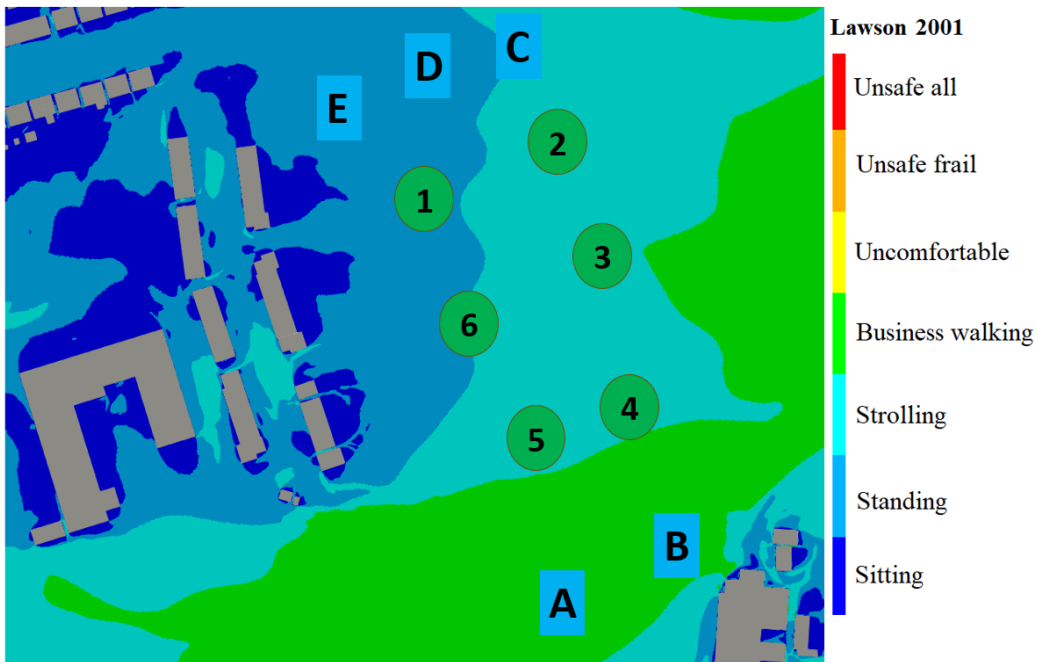 Lawson 2001
C
D
Unsafe all
E
2
Unsafe frail
1
3
Uncomfortable
6
Business walking
4
Strolling
5
Standing
B
Sitting
A